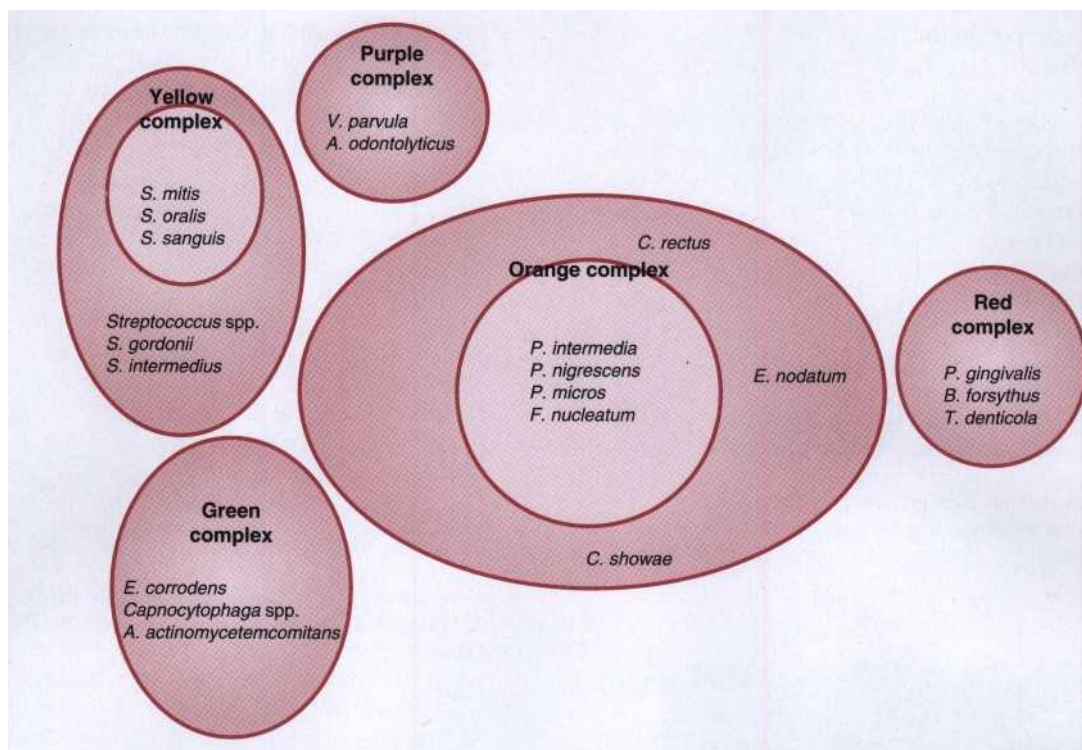 Purple
complex
V. parvula
A. odontolyticus
Yellow
complex
S. mitis
S. oralis
S. sanguis
Streptococcus spp.
S. gordonii
S. intermedius
C. rectus
Orange complex
P. intermedia
P. nigrescens
P. micros
F. nucleatum
E. nodatum
C. showae
Red
complex
P. gingivalis
B. forsythus
T. denticola
Green
complex
E. corrodens
Capnocytophaga spp.
A. actinomycetemcomitans